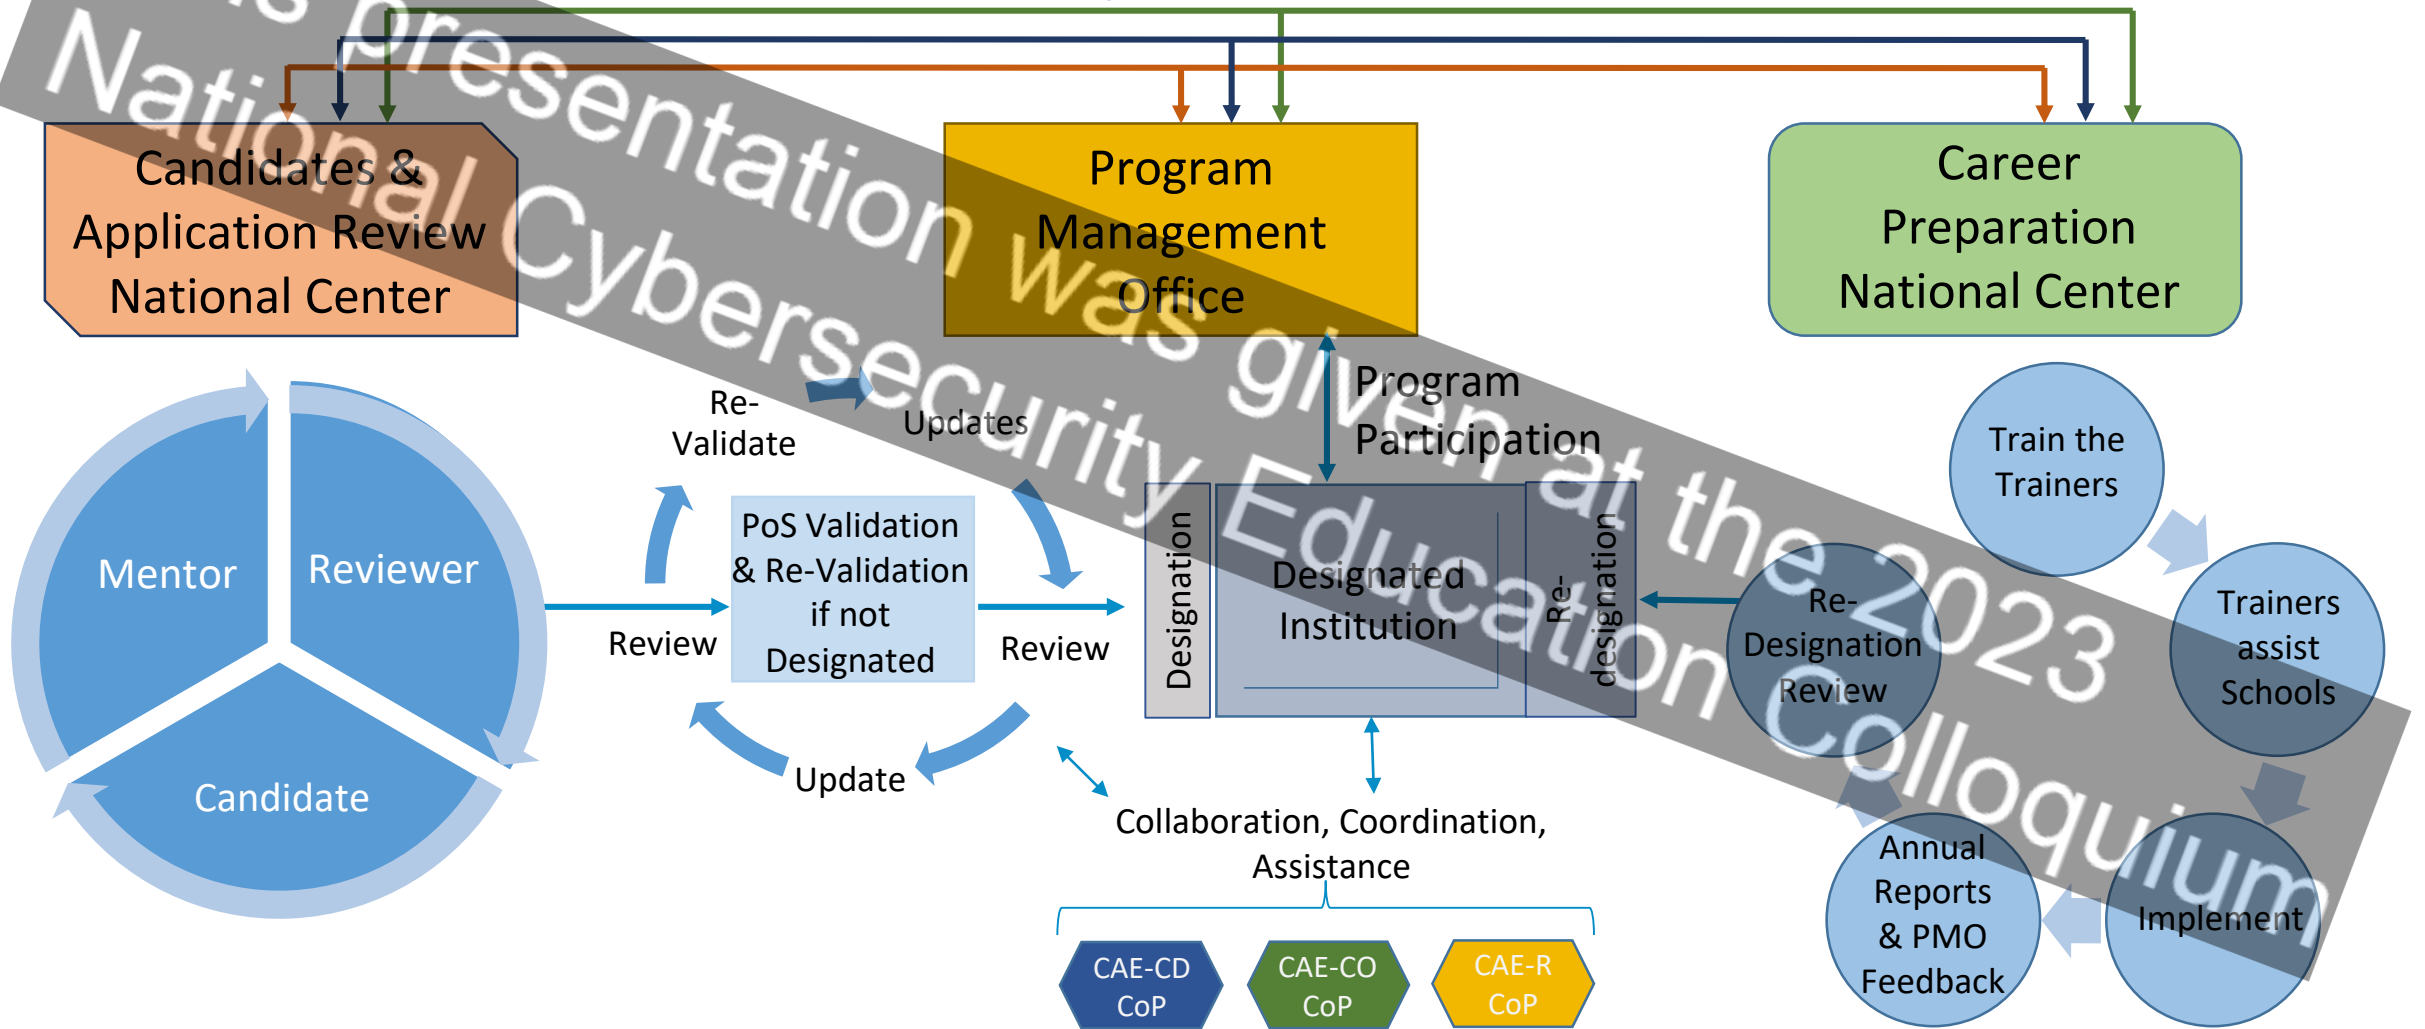 is presentation was given at the 2023
National Cybersecurity Education Colloquium
Candidates &
Application Review
National Center
Program
Management
Office
Career
Preparation
National Center
Mentor
Reviewer
Candidate
Review
Re-
Validate
Updates
PoS Validation
& Re-Validation
if not
Designated
Update
Review
Program
Participation
Designation
Designated
Institution
Re-
designation
Collaboration, Coordination,
Assistance
CAE-CD
CoP
CAE-CO
CoP
CAE-R
CoP
Train the
Trainers
Trainers
assist
Schools
Implement
Annual
Reports
& PMO
Feedback
Re-
Designation
Review